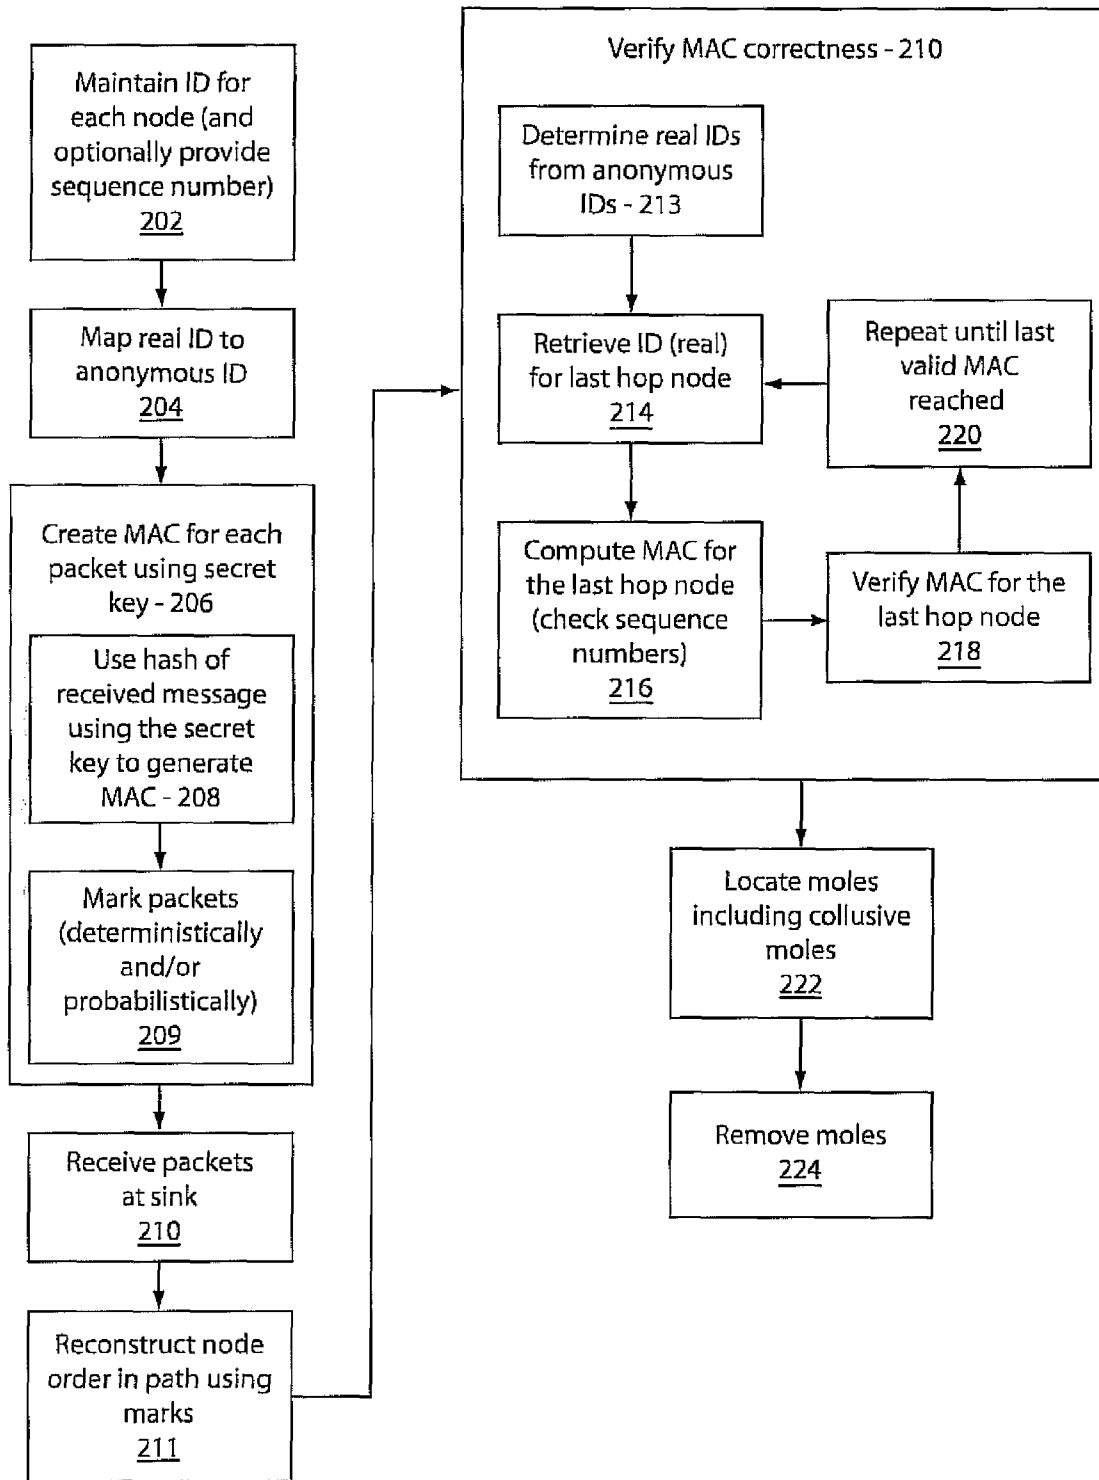 Maintain ID for
each node (and
optionally provide
sequence number)
202
Map real ID to
anonymous ID
204
Create MAC for each
packet using secret
key - 206
Use hash of
received message
using the secret
key to generate
MAC - 208
Mark packets
(deterministically
and/or
probabilistically)
209
Receive packets
at sink
210
Reconstruct node
order in path using
marks
211
Verify MAC correctness - 210
Determine real IDs
from anonymous
IDs - 213
Retrieve ID (real)
for last hop node
214
Compute MAC for
the last hop node
(check sequence
numbers)
216
Verify MAC for the
last hop node
218
Repeat until last
valid MAC
reached
220
Locate moles
including collusive
moles
222
Remove moles
224